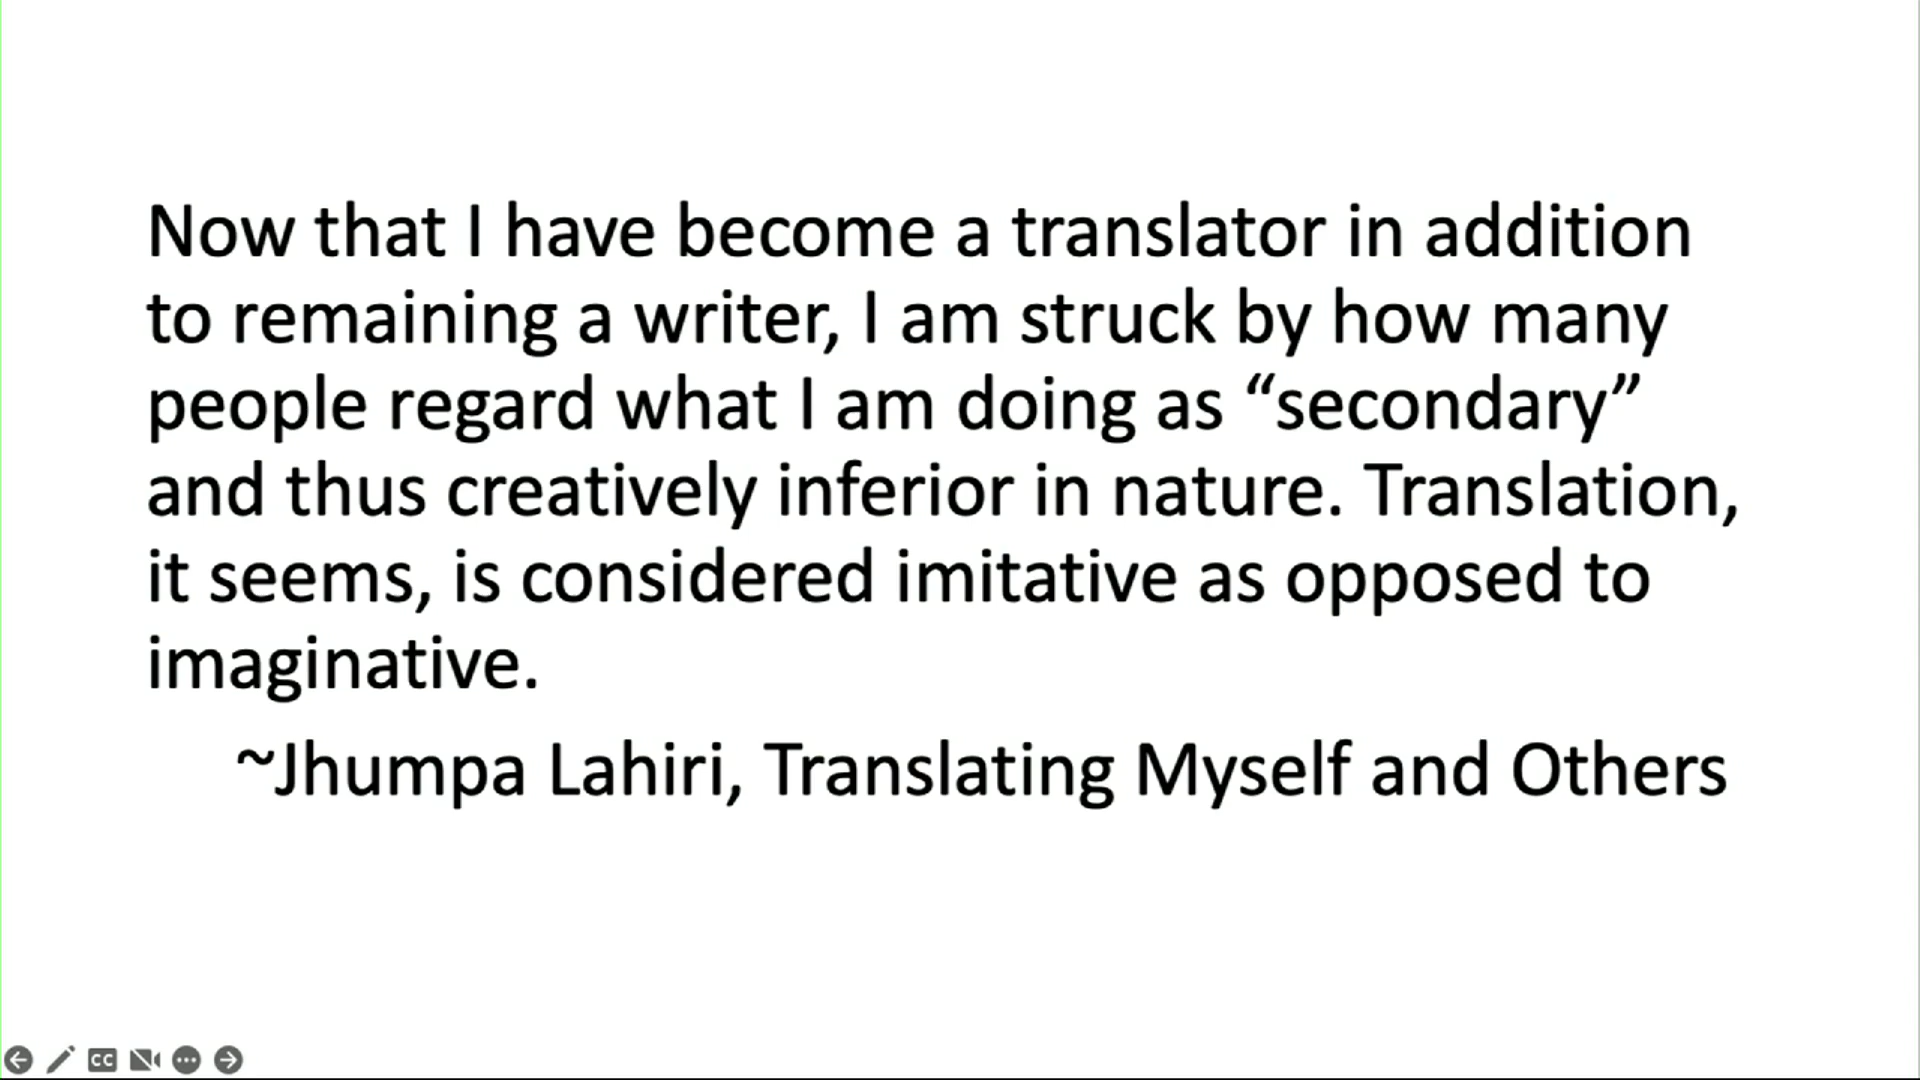 Now that I have become a translator in addition
to remaining a writer, I am struck by how many
people regard what I am doing as “secondary”
and thus creatively inferior in nature. Translation,
it seems, is considered imitative as opposed to
imaginative.
~Jhumpa Lahiri, Translating Myself and Others
CC